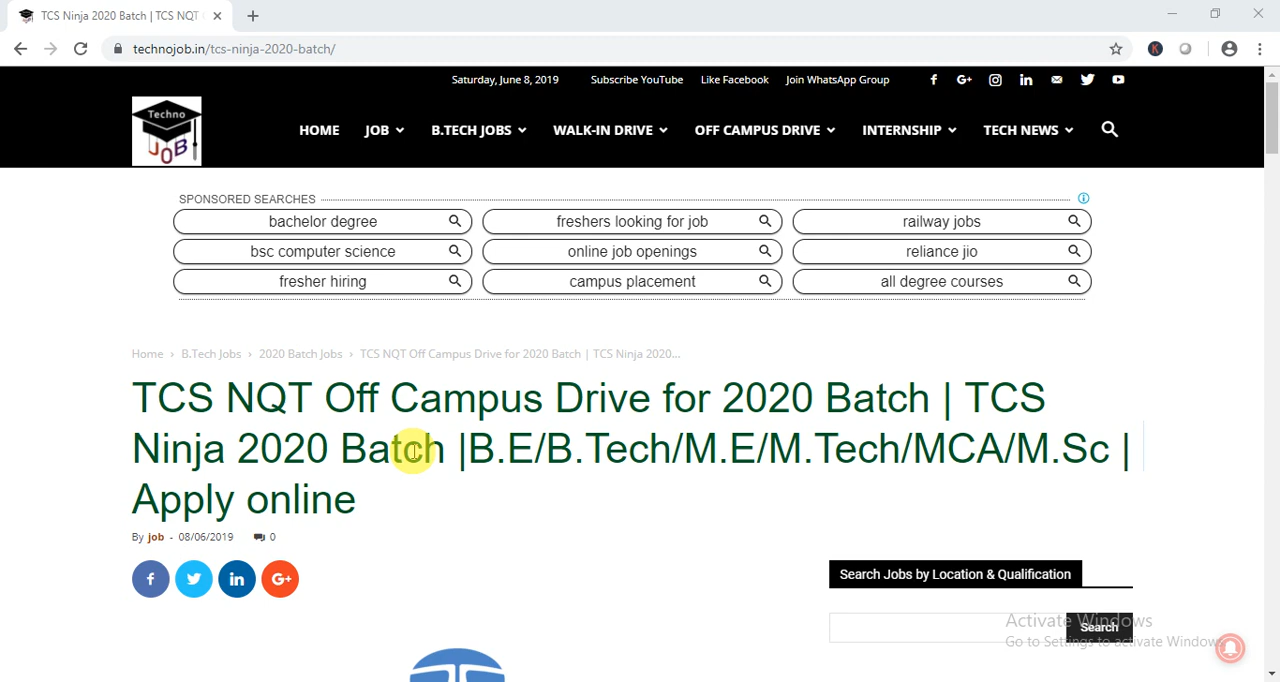 TCS Ninja 2020 Batch | TCS NQT
technojob.in/tcs-ninja-2020-batch/
K
Saturday, June 8, 2019 Subscribe YouTube Like Facebook Join WhatsApp Group
Techno
JOB
HOME JOB B.TECH JOBS WALK-IN DRIVE OFF CAMPUS DRIVE INTERNSHIP TECH NEWS
SPONSORED SEARCHES
bachelor degree freshers looking for job railway jobs
bsc computer science online job openings reliance jio
fresher hiring campus placement all degree courses
Home › B.Tech Jobs › 2020 Batch Jobs › TCS NQT Off Campus Drive for 2020 Batch | TCS Ninja 2020...
TCS NQT Off Campus Drive for 2020 Batch | TCS
Ninja 2020 Batch |B.E/B.Tech/M.E/M.Tech/MCA/M.Sc |
Apply online
By job - 08/06/2019 0
Search Jobs by Location & Qualification
Search
Activate Windows
Go to Settings to activate Windows